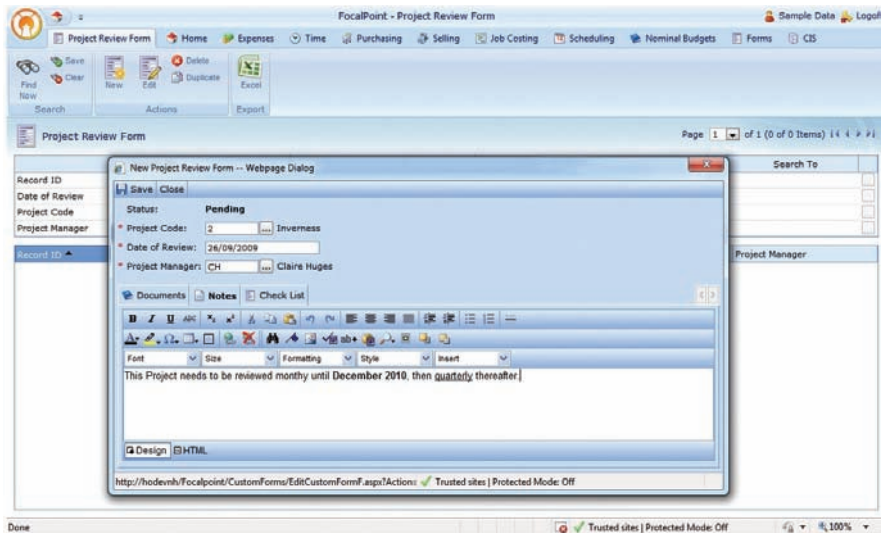 FocalPoint - Project Review Form
Sample Data Logoff
Project Review Form Home Expenses Time Purchasing Selling Job Costing Scheduling Nominal Budgets Forms CIS
Find Now
Save
Clear
Search
New Edit
Delete
Duplicate
Actions
Excel
Export
Project Review Form
Page 1 of 1 (0 of 0 Items)
Search To
Record ID
Date of Review
Project Code
Project Manager
Record ID
Project Manager
New Project Review Form -- Webpage Dialog
Save Close
Status: Pending
* Project Code: 2 ... Inverness
* Date of Review: 26/09/2009
* Project Manager: CH ... Claire Huges
Documents Notes Check List
B I U ABC
Font Size Formatting Style Insert
This Project needs to be reviewed monthy until December 2010, then quarterly thereafter.
Design HTML
http://hodevnh/Focalpoint/CustomForms/EditCustomFormF.aspx?Action= Trusted sites | Protected Mode: Off
Done Trusted sites | Protected Mode: Off 100%